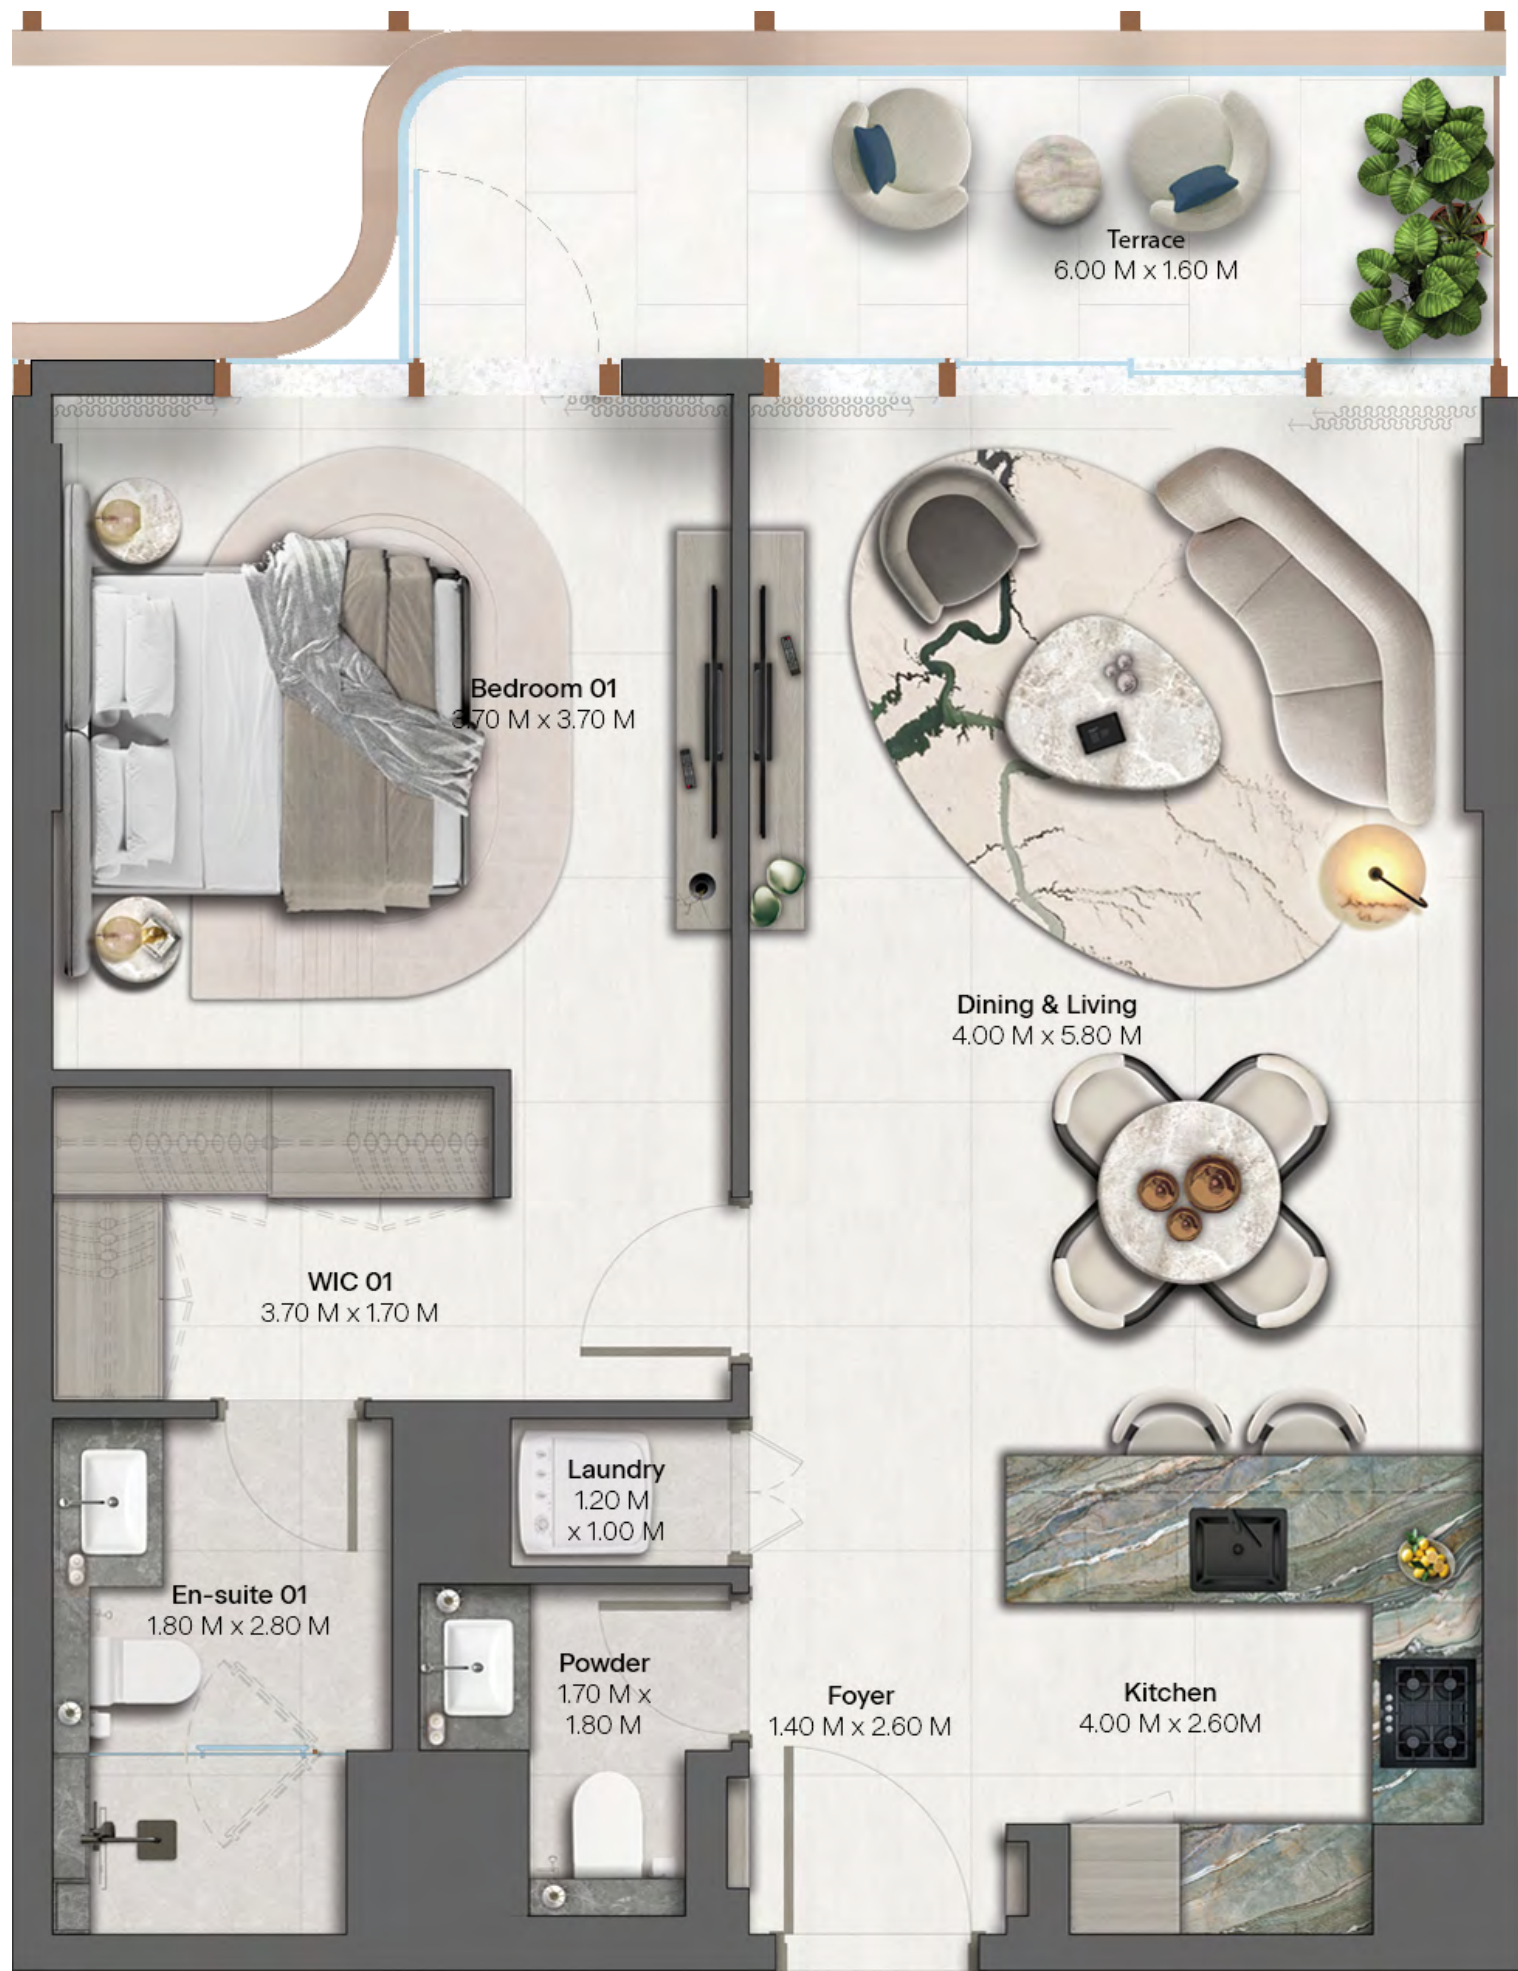 Terrace
6.00 M x 1.60 M
Bedroom 01
3.70 M x 3.70 M
Dining & Living
4.00 M x 5.80 M
WIC 01
3.70 M x 1.70 M
Laundry
1.20 M
x 1.00 M
En-suite 01
1.80 M x 2.80 M
Powder
1.70 M x
1.80 M
Foyer
1.40 M x 2.60 M
Kitchen
4.00 M x 2.60M